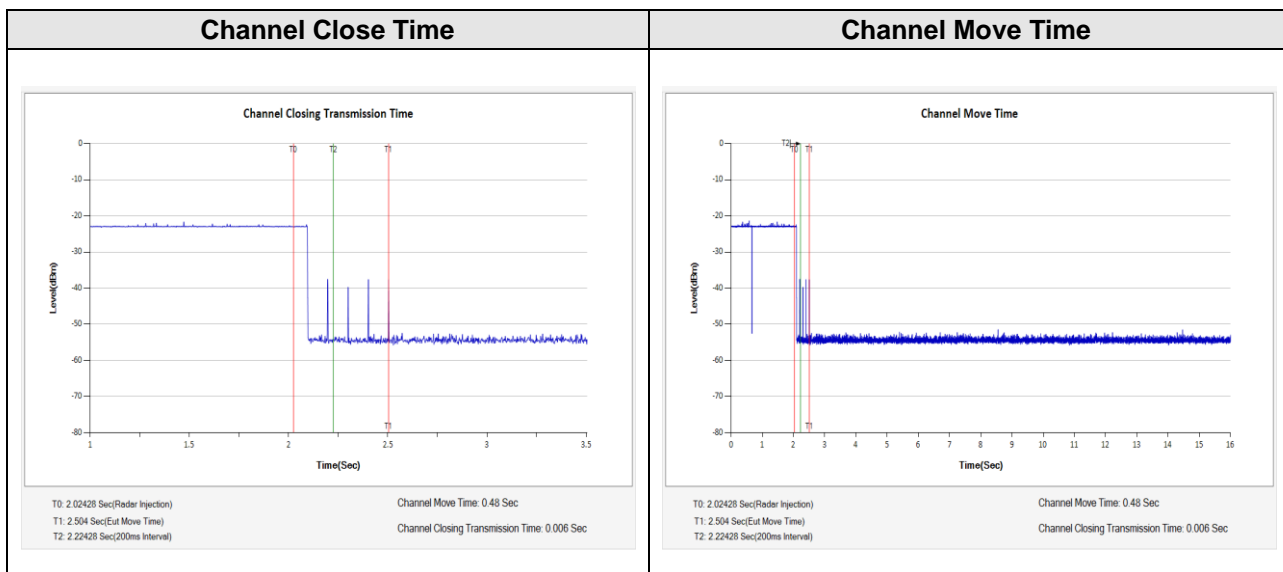 Channel Close Time
Channel Move Time
Channel Closing Transmission Time
0
T0
T2
T1
-10
-20
-30
-40
-50
-60
-70
-80
T1
1
1.5
2
2.5
3
3.5
Level(dBm)
Time(Sec)
T0: 2.02428 Sec(Radar Injection)
T1: 2.504 Sec(Eut Move Time)
T2: 2.22428 Sec(200ms Interval)
Channel Move Time: 0.48 Sec
Channel Closing Transmission Time: 0.006 Sec
Channel Move Time
0
T2
T0
T1
-10
-20
-30
-40
-50
-60
-70
-80
T1
0
1
2
3
4
5
6
7
8
9
10
11
12
13
14
15
16
Level(dBm)
Time(Sec)
T0: 2.02428 Sec(Radar Injection)
T1: 2.504 Sec(Eut Move Time)
T2: 2.22428 Sec(200ms Interval)
Channel Move Time: 0.48 Sec
Channel Closing Transmission Time: 0.006 Sec